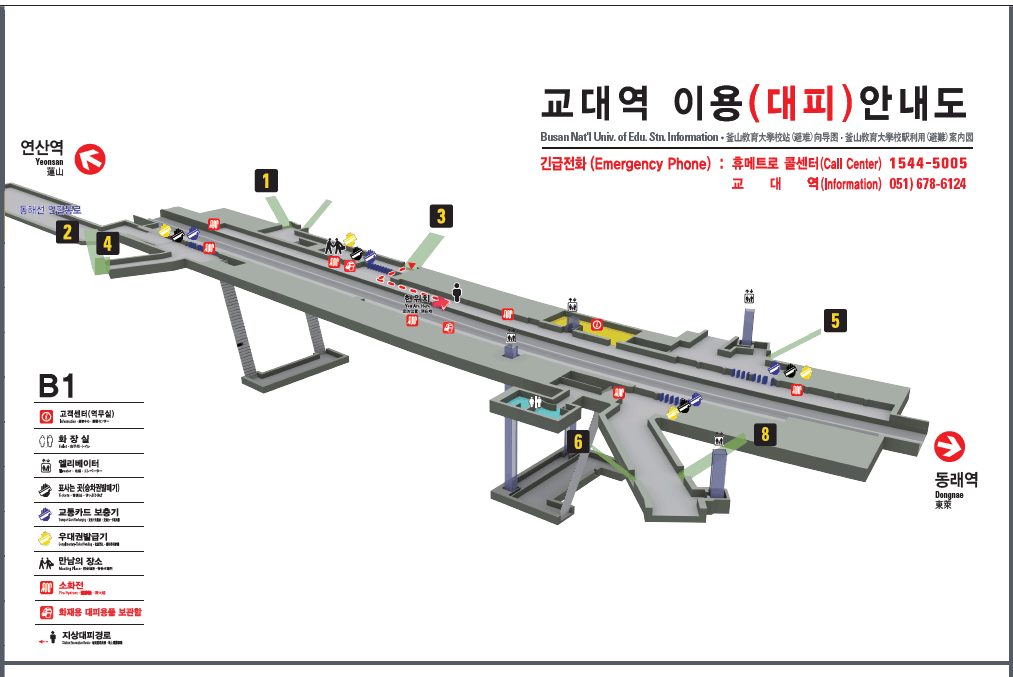 교대역 이용(대피)안내도
Busan Nat'l Univ. of Edu. Stn. Information • 釜山教育大學校站(避难)向导图 • 釜山教育大學校駅利用(避難)案内図
긴급전화 (Emergency Phone) : 휴메트로 콜센터(Call Center) 1544-5005
교 대 역(Information) 051) 678-6124
연산역
Yeonsan
蓮山
동해선 연결통로
1
2
4
3
현위치
5
6
8
동래역
Dongnae
東萊
B1
고객센터(역무실)
화 장 실
엘리베이터
표사는 곳(승차권발매기)
교통카드 보충기
우대권발급기
만남의 장소
Meeting Place
소화전
화재용 대피용품 보관함
지상대피경로